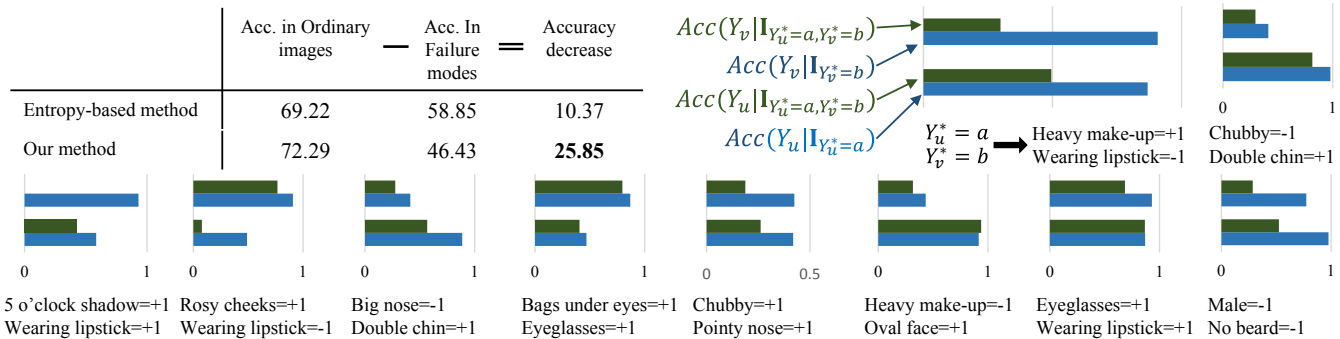 Acc. in Ordinary images — Acc. In Failure modes = Accuracy decrease
Entropy-based method 69.22 58.85 10.37
Our method 72.29 46.43 25.85
Acc(Y_v|I_{Y_u^*=a,Y_v^*=b})
Acc(Y_v|I_{Y_v^*=b})
Acc(Y_u|I_{Y_u^*=a,Y_v^*=b})
Acc(Y_u|I_{Y_u^*=a})
Y_u^* = a
Y_v^* = b
Heavy make-up=+1
Wearing lipstick=-1
0 1
Chubby=-1
Double chin=+1
0 1
5 o’clock shadow=+1
Wearing lipstick=+1
0 1
Rosy cheeks=+1
Wearing lipstick=-1
0 1
Big nose=-1
Double chin=+1
0 1
Bags under eyes=+1
Eyeglasses=+1
0 0.5
Chubby=+1
Pointy nose=+1
0 1
Heavy make-up=-1
Oval face=+1
0 1
Eyeglasses=+1
Wearing lipstick=+1
0 1
Male=-1
No beard=-1